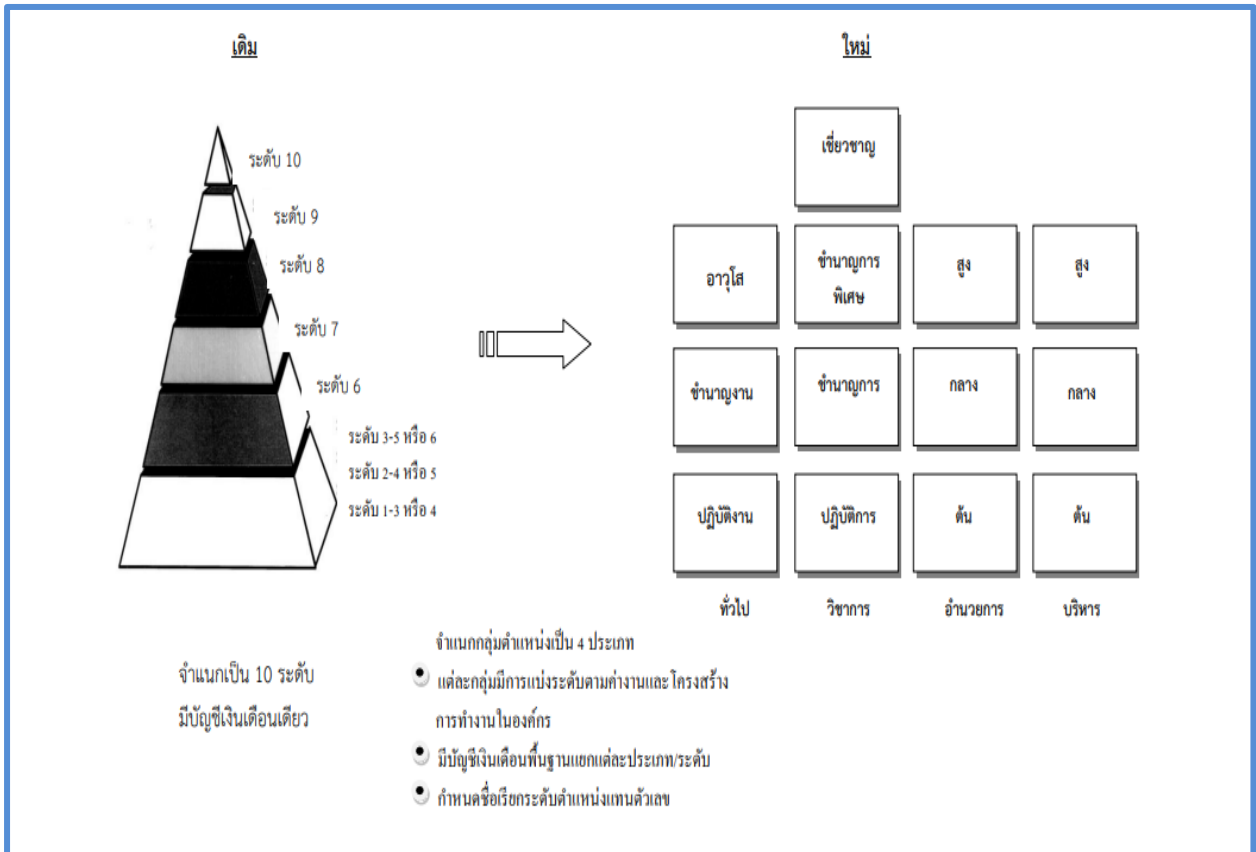 เดิม
ใหม่
ระดับ 10
ระดับ 9
ระดับ 8
ระดับ 7
ระดับ 6
ระดับ 3-5 หรือ 6
ระดับ 2-4 หรือ 5
ระดับ 1-3 หรือ 4
เชี่ยวชาญ
อาวุโส
ชำนาญการ
พิเศษ
สูง
สูง
ชำนาญงาน
ชำนาญการ
กลาง
กลาง
ปฏิบัติงาน
ปฏิบัติการ
ต้น
ต้น
ทั่วไป
วิชาการ
อำนวยการ
บริหาร
จำแนกเป็น 10 ระดับ
มีบัญชีเงินเดือนเดียว
จำแนกกลุ่มตำแหน่งเป็น 4 ประเภท
แต่ละกลุ่มมีการแบ่งระดับตามค่างานและโครงสร้าง
การทำงานในองค์กร
มีบัญชีเงินเดือนพื้นฐานแยกแต่ละประเภท/ระดับ
กำหนดชื่อเรียกระดับตำแหน่งแทนตัวเลข